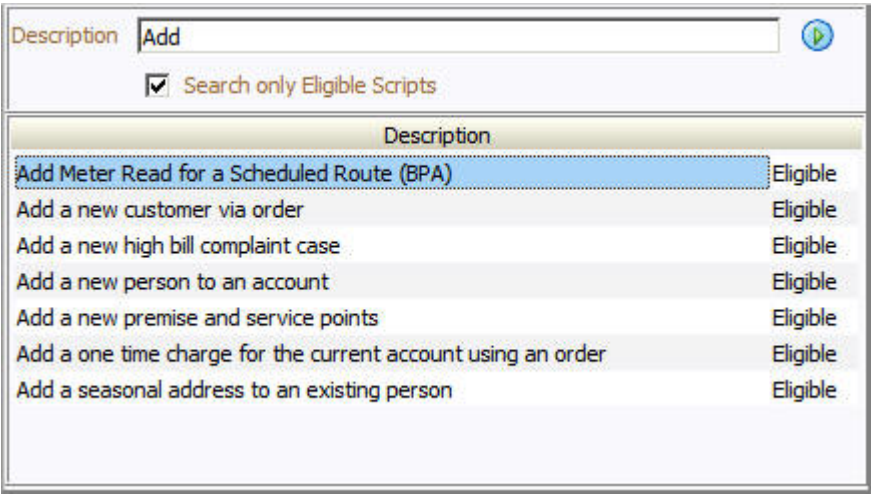 Description Add
Search only Eligible Scripts
Description
Add Meter Read for a Scheduled Route (BPA) Eligible
Add a new customer via order Eligible
Add a new high bill complaint case Eligible
Add a new person to an account Eligible
Add a new premise and service points Eligible
Add a one time charge for the current account using an order Eligible
Add a seasonal address to an existing person Eligible